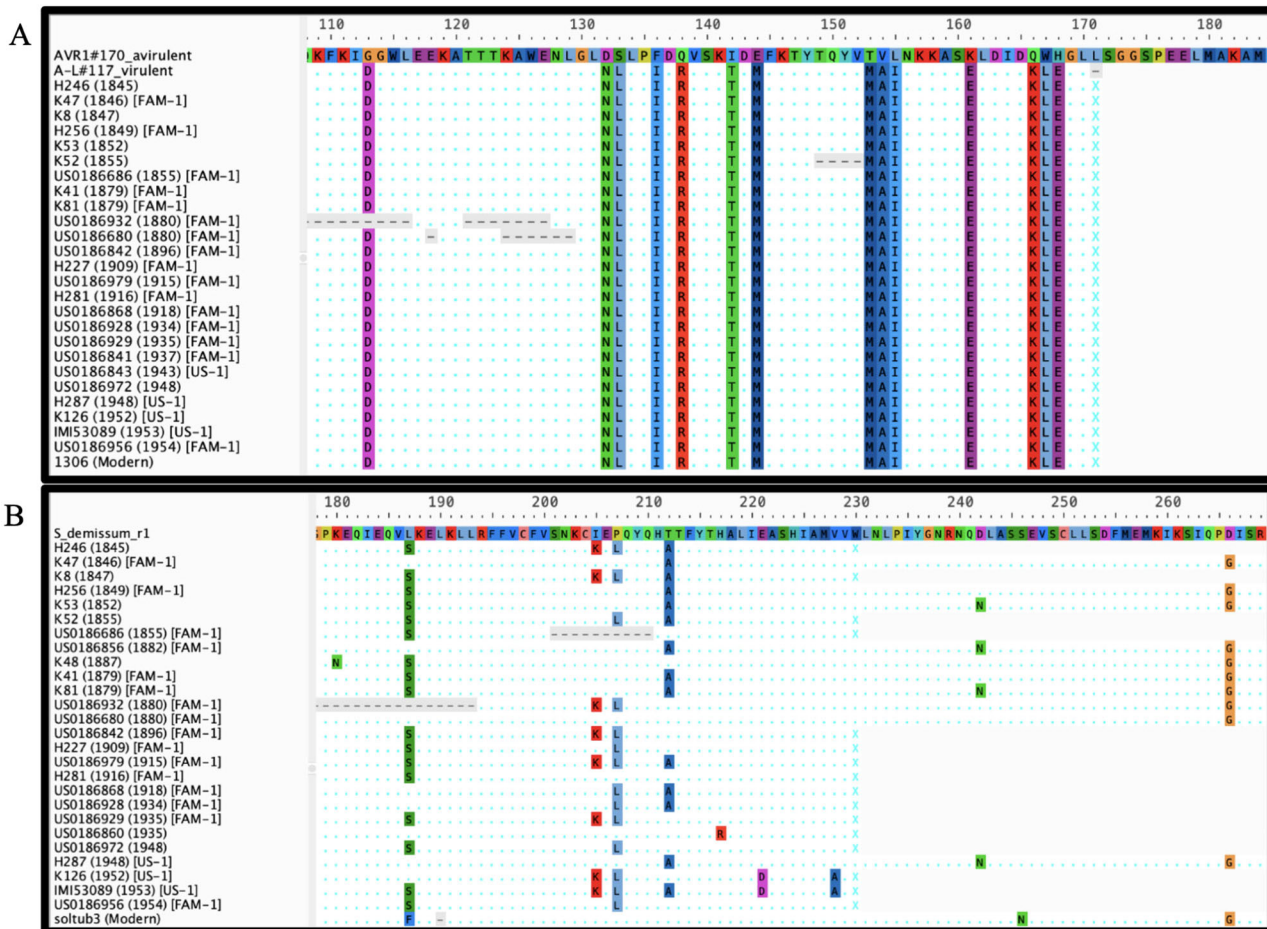 A
110 120 130 140 150 160 170 180
AVR1#170_avirulent KFKIGGWLEEKATTTKAWENLGLDSLPFDQVSKIDEFKTYTQYVTVLNKKASKLDIDQWHGLLSGGSPEELMAKAM
A-L#117_virulent D N L I R T M M A I E K L E -
H246 (1845) D N L I R T M M A I E K L E X
K47 (1846) [FAM-1] D N L I R T M M A I E K L E X
K8 (1847) D N L I R T M M A I E K L E X
H256 (1849) [FAM-1] D N L I R T M M A I E K L E X
K53 (1852) D N L I R T M M A I E K L E X
K52 (1855) D N L I R T M ---- M A I E K L E X
US0186686 (1855) [FAM-1] D N L I R T M M A I E K L E X
K41 (1879) [FAM-1] D N L I R T M M A I E K L E X
K81 (1879) [FAM-1] D N L I R T M M A I E K L E X
US0186932 (1880) [FAM-1] --------- ------- N L I R T M M A I E K L E X
US0186680 (1880) [FAM-1] D - ------ N L I R T M M A I E K L E X
US0186842 (1896) [FAM-1] D N L I R T M M A I E K L E X
H227 (1909) [FAM-1] D N L I R T M M A I E K L E X
US0186979 (1915) [FAM-1] D N L I R T M M A I E K L E X
H281 (1916) [FAM-1] D N L I R T M M A I E K L E X
US0186868 (1918) [FAM-1] D N L I R T M M A I E K L E X
US0186928 (1934) [FAM-1] D N L I R T M M A I E K L E X
US0186929 (1935) [FAM-1] D N L I R T M M A I E K L E X
US0186841 (1937) [FAM-1] D N L I R T M M A I E K L E X
US0186843 (1943) [US-1] D N L I R T M M A I E K L E X
US0186972 (1948) D N L I R T M M A I E K L E X
H287 (1948) [US-1] D N L I R T M M A I E K L E X
K126 (1952) [US-1] D N L I R T M M A I E K L E X
IMI53089 (1953) [US-1] D N L I R T M M A I E K L E X
US0186956 (1954) [FAM-1] D N L I R T M M A I E K L E X
1306 (Modern) D N L I R T M M A I E K L E X
B
180 190 200 210 220 230 240 250 260
S_demissum_r1 GPKEQIEQVLKELKLLRFFVCFVSNKCIEPQYQHTTFYTHALIEASHIAMVVWLNLPIYGNRNQDLASSEVSCLLSDFMEMKIKSIQPDISR
H246 (1845) S K L A X
K47 (1846) [FAM-1] A G
K8 (1847) S K L A X
H256 (1849) [FAM-1] S A G
K53 (1852) S A N G
K52 (1855) S L A X
US0186686 (1855) [FAM-1] S ---------- X
US0186856 (1882) [FAM-1] A N G
K48 (1887) N S G
K41 (1879) [FAM-1] S A G
K81 (1879) [FAM-1] S A N G
US0186932 (1880) [FAM-1] ---------------- K L G
US0186680 (1880) [FAM-1] G
US0186842 (1896) [FAM-1] S K L X
H227 (1909) [FAM-1] S L X
US0186979 (1915) [FAM-1] S K L A X
H281 (1916) [FAM-1] S X
US0186868 (1918) [FAM-1] L A X
US0186928 (1934) [FAM-1] L A X
US0186929 (1935) [FAM-1] S K L X
US0186860 (1935) R X
US0186972 (1948) S L X
H287 (1948) [US-1] A N G
K126 (1952) [US-1] K L D A X
IMI53089 (1953) [US-1] S K L A D A X
US0186956 (1954) [FAM-1] S L X
soltub3 (Modern) F - N G